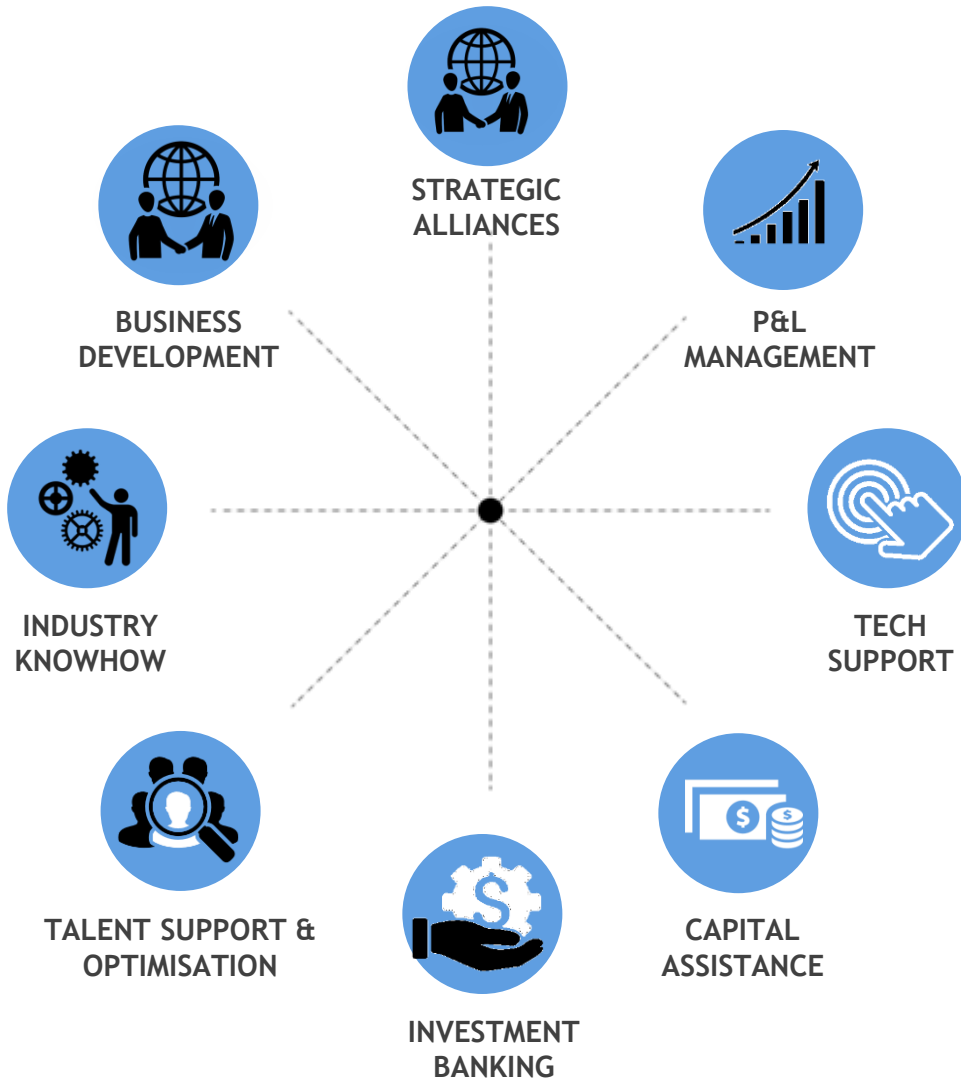 STRATEGIC
ALLIANCES
BUSINESS
DEVELOPMENT
P&L
MANAGEMENT
INDUSTRY
KNOWHOW
TECH
SUPPORT
TALENT SUPPORT &
OPTIMISATION
CAPITAL
ASSISTANCE
INVESTMENT
BANKING
$
$
S